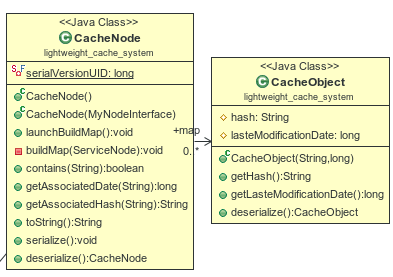 <<Java Class>>
CacheNode
lightweight_cache_system
serialVersionUID: long
CacheNode()
CacheNode(MyNodeInterface)
launchBuildMap():void
buildMap(ServiceNode):void
contains(String):boolean
getAssociatedDate(String):long
getAssociatedHash(String):String
toString():String
serialize():void
deserialize():CacheNode
+map
0..*
<<Java Class>>
CacheObject
lightweight_cache_system
hash: String
lasteModificationDate: long
CacheObject(String,long)
getHash():String
getLasteModificationDate():long
deserialize():CacheObject